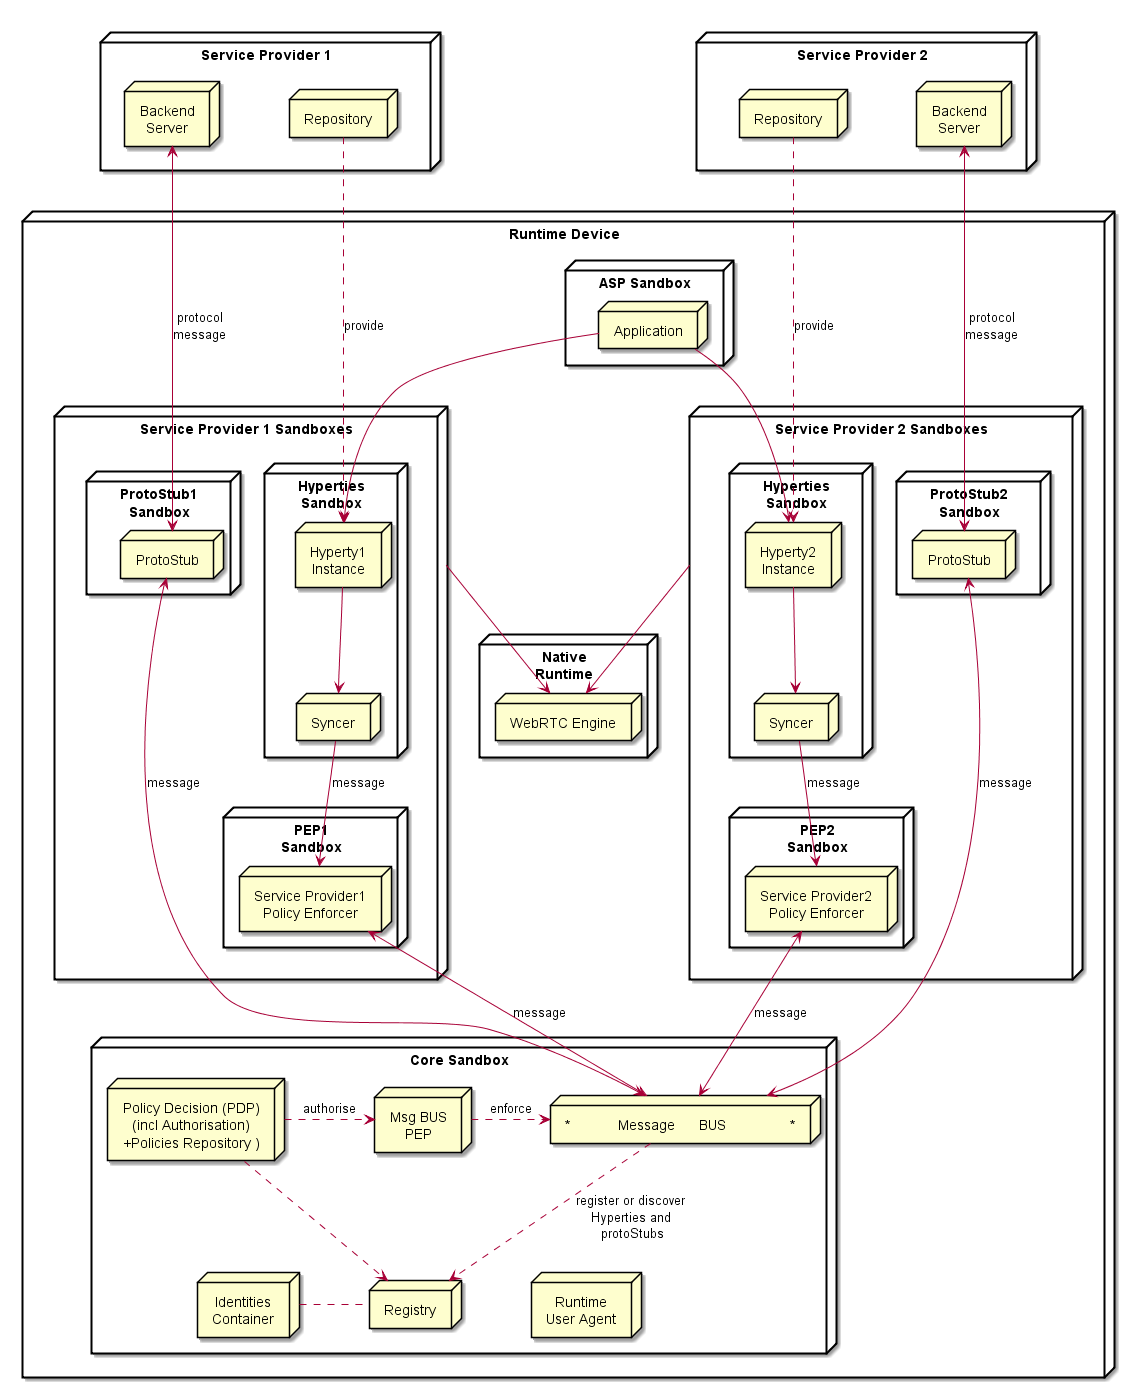 Service Provider 1
Service Provider 2
Backend
Server
Repository
Repository
Backend
Server
Runtime Device
ASP Sandbox
Application
protocol
message
provide
provide
protocol
message
Service Provider 1 Sandboxes
Service Provider 2 Sandboxes
ProtoStub1
Sandbox
ProtoStub
Hyperties
Sandbox
Hyperty1
Instance
Hyperties
Sandbox
Hyperty2
Instance
ProtoStub2
Sandbox
ProtoStub
Native
Runtime
WebRTC Engine
Syncer
Syncer
message
message
message
message
PEP1
Sandbox
Service Provider1
Policy Enforcer
PEP2
Sandbox
Service Provider2
Policy Enforcer
message
message
Core Sandbox
Policy Decision (PDP)
(incl Authorisation)
+Policies Repository )
authorise
Msg BUS
PEP
enforce
* Message BUS *
register or discover
Hyperties and
protoStubs
Identities
Container
Registry
Runtime
User Agent